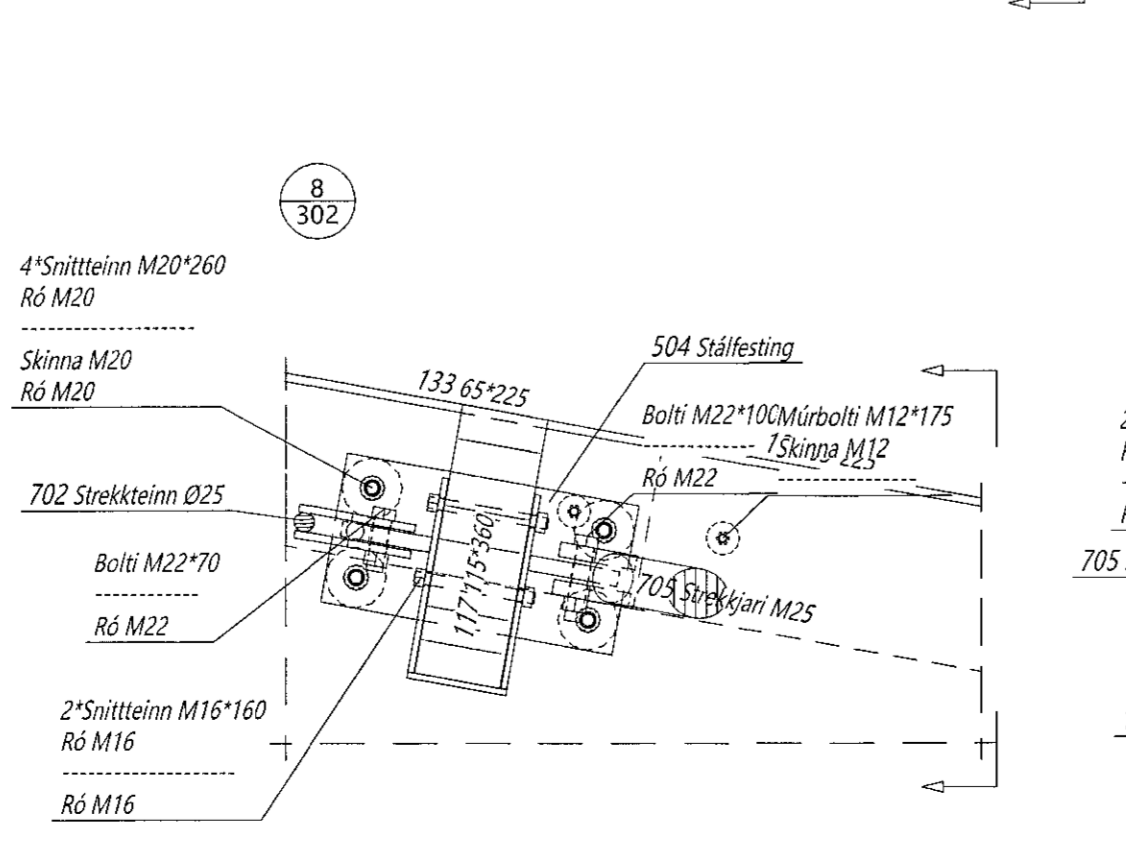 8
302
4*Snittteinn M20*260
Ró M20
Skinna M20
Ró M20
702 Strekkteinn Ø25
Bolti M22*70
Ró M22
2*Snittteinn M16*160
Ró M16
Ró M16
133 65*225
504 Stálfesting
Bolti M22*100
Múrbolti M12*175
Skinna M12
Ró M22
117 115*360
705 Strekkjari M25
705